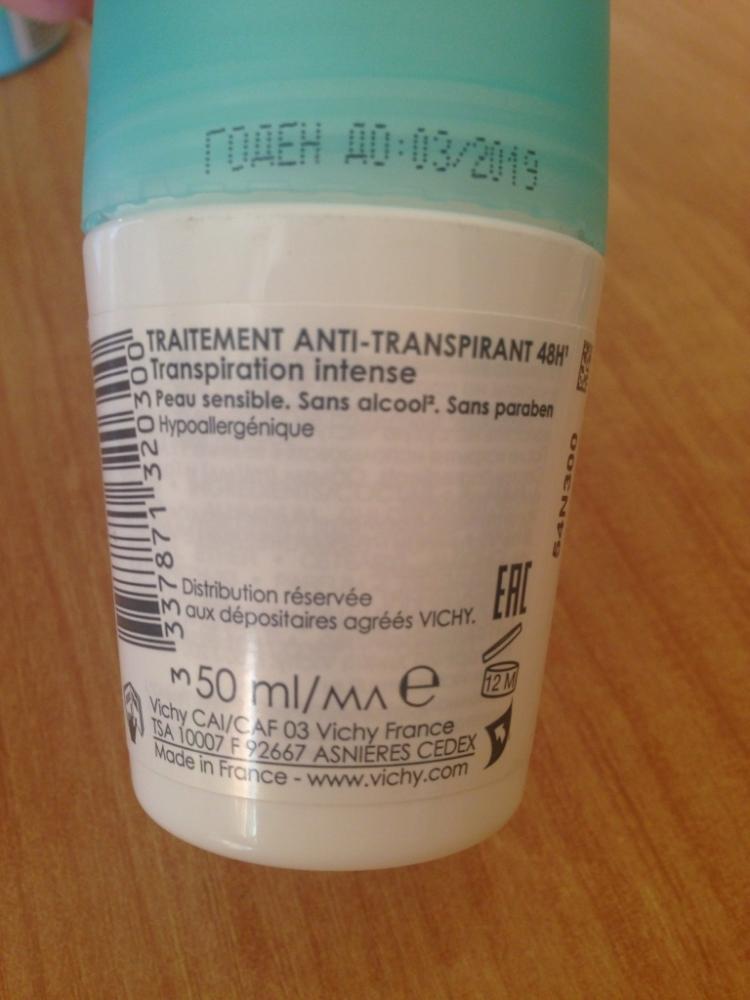 ГОДЕН ДО:03/2019
TRAITEMENT ANTI-TRANSPIRANT 48H¹
Transpiration intense
Peau sensible. Sans alcool². Sans paraben
Hypoallergénique
3 337871 320300
54N300
Distribution réservée
aux dépositaires agréés VICHY.
EAC
50 ml/мл e
12 M
Vichy CAI/CAF 03 Vichy France
TSA 10007 F 92667 ASNIÈRES CEDEX
Made in France - www.vichy.com